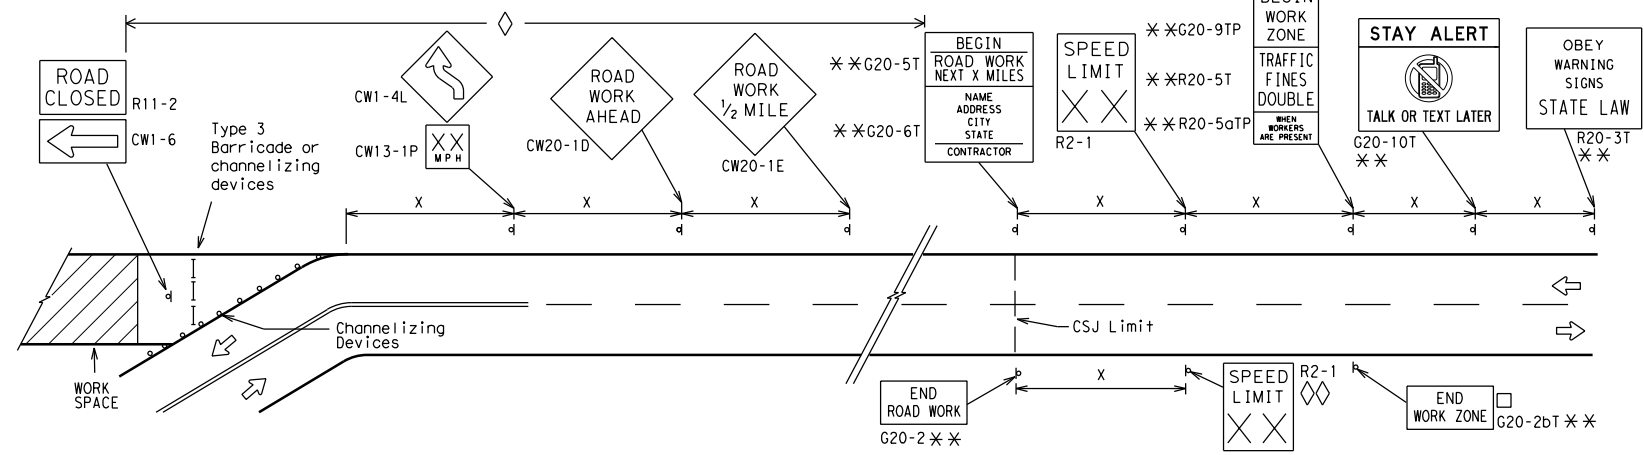 ROAD
CLOSED
R11-2
CW1-6
Type 3
Barricade or
channelizing
devices
CW1-4L
XX
MPH
CW13-1P
ROAD
WORK
AHEAD
CW20-1D
ROAD
WORK
1/2 MILE
CW20-1E
**G20-5T
BEGIN
ROAD WORK
NEXT X MILES
**G20-6T
NAME
ADDRESS
CITY
STATE
CONTRACTOR
SPEED
LIMIT
XX
R2-1
**G20-9TP
BEGIN
WORK
ZONE
**R20-5T
TRAFFIC
FINES
DOUBLE
**R20-5aTP
WHEN
WORKERS
ARE PRESENT
STAY ALERT
TALK OR TEXT LATER
G20-10T
**
OBEY
WARNING
SIGNS
STATE LAW
R20-3T
**
X
X
X
X
X
X
X
Channelizing
Devices
CSJ Limit
WORK
SPACE
END
ROAD WORK
G20-2**
X
SPEED
LIMIT
XX
R2-1
END
WORK ZONE
G20-2bT **